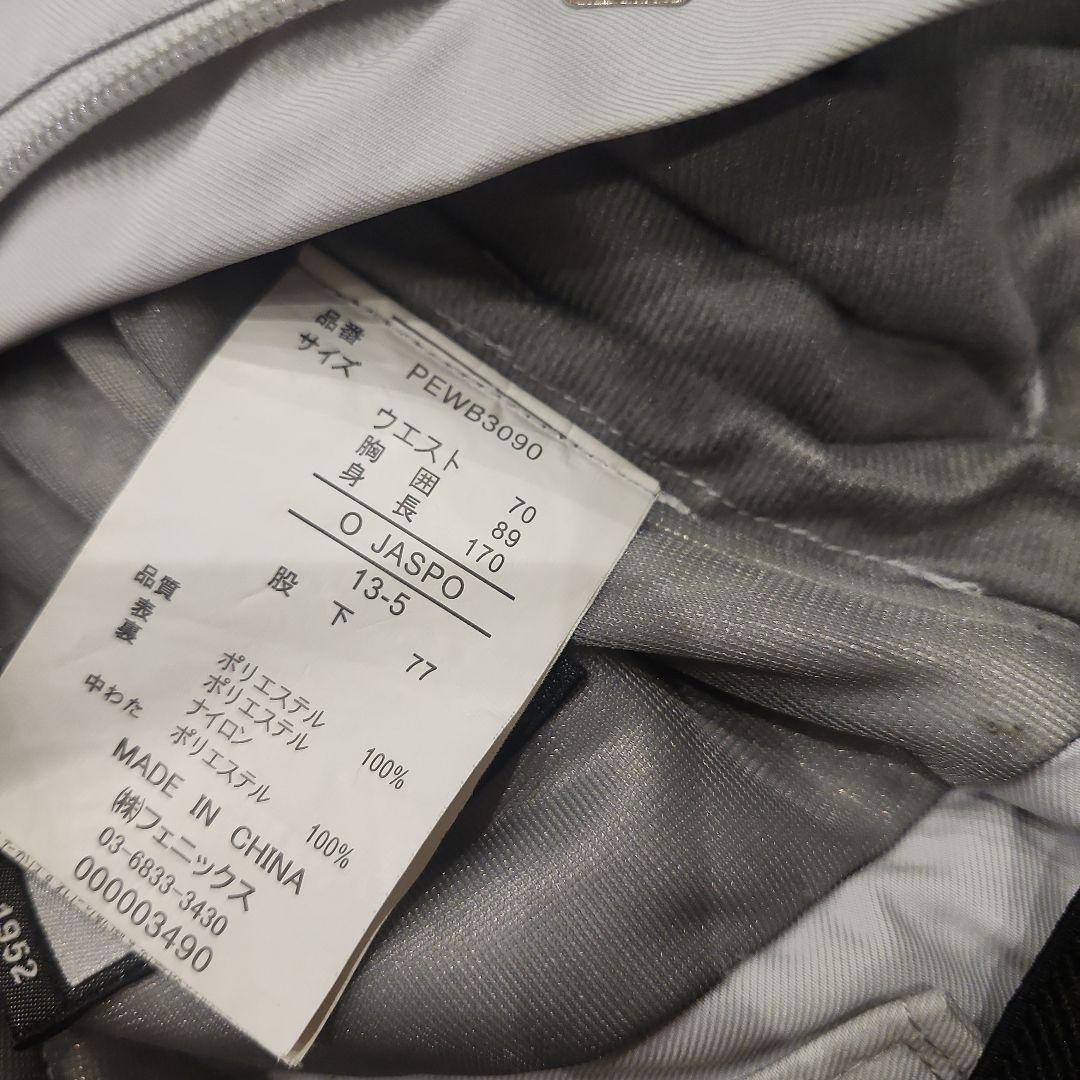 品番 PEWB3090
サイズ
ウエスト 70
胸囲 89
身長 170
O JASPO
13-5
股下 77
品質
表 ポリエステル 100%
裏 ポリエステル
ナイロン
中わた ポリエステル 100%
MADE IN CHINA
㈱フェニックス
03-6833-3430
000003490
1952